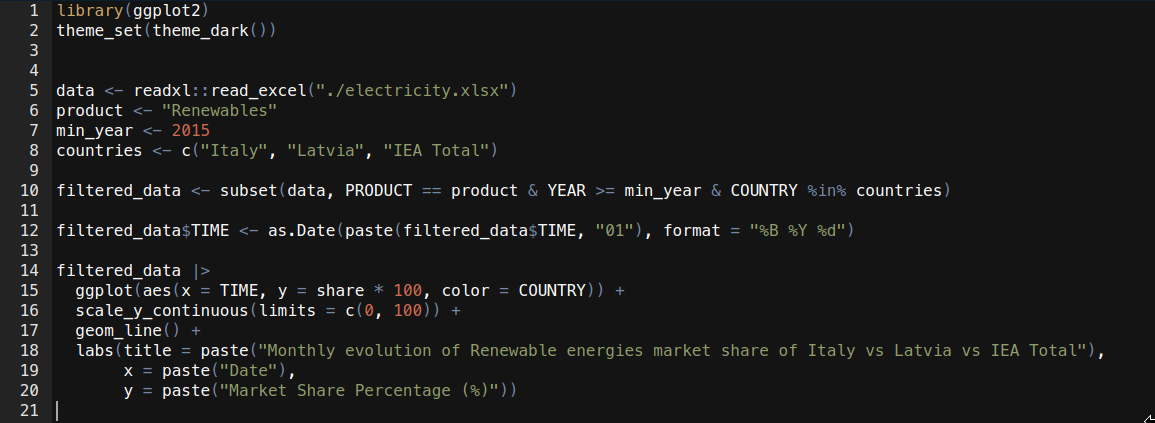 1 library(ggplot2)
2 theme_set(theme_dark())
3
4
5 data <- readxl::read_excel("./electricity.xlsx")
6 product <- "Renewables"
7 min_year <- 2015
8 countries <- c("Italy", "Latvia", "IEA Total")
9
10 filtered_data <- subset(data, PRODUCT == product & YEAR >= min_year & COUNTRY %in% countries)
11
12 filtered_data$TIME <- as.Date(paste(filtered_data$TIME, "01"), format = "%B %Y %d")
13
14 filtered_data |>
15   ggplot(aes(x = TIME, y = share * 100, color = COUNTRY)) +
16   scale_y_continuous(limits = c(0, 100)) +
17   geom_line() +
18   labs(title = paste("Monthly evolution of Renewable energies market share of Italy vs Latvia vs IEA Total"),
19        x = paste("Date"),
20        y = paste("Market Share Percentage (%)"))
21